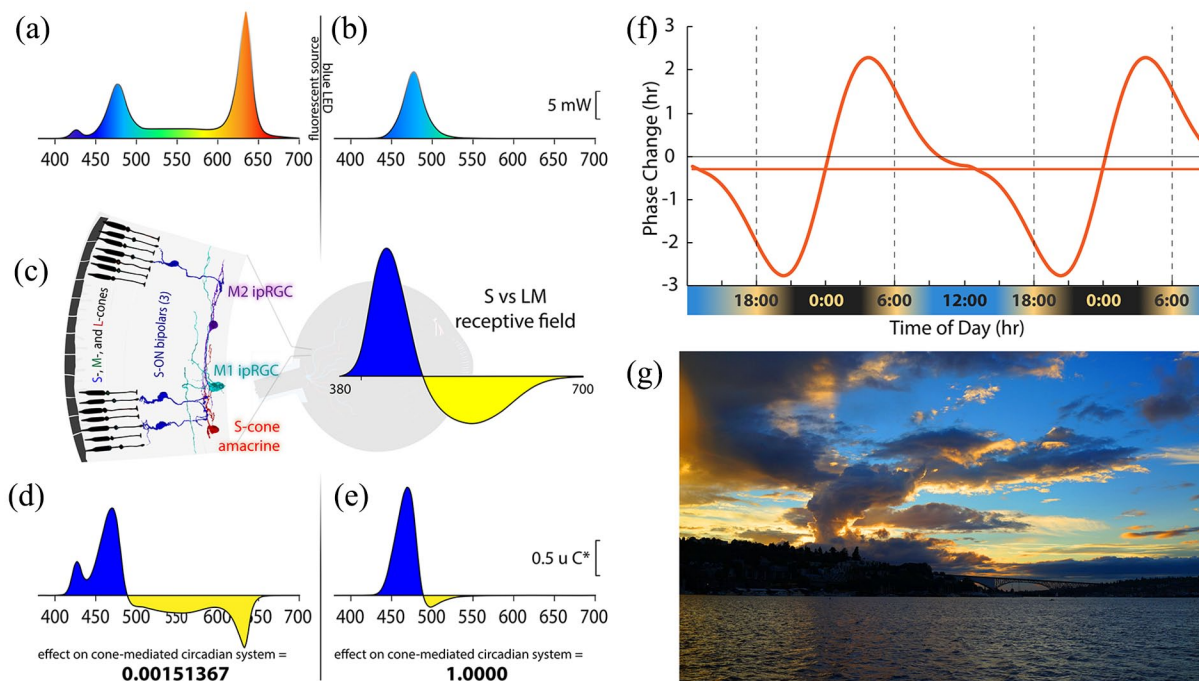 (a)
400 450 500 550 600 650 700
fluorescent source
blue LED
(b)
5 mW
400 450 500 550 600 650 700
(c)
S-, M-, and L-cones
S-ON bipolars (3)
M2 ipRGC
M1 ipRGC
S-cone
amacrine
S vs LM
receptive field
380
700
(d)
400 450 500 550 600 650 700
effect on cone-mediated circadian system =
0.00151367
(e)
0.5 u C*
400 450 500 550 600 650 700
effect on cone-mediated circadian system =
1.0000
(f)
Phase Change (hr)
3
2
1
0
-1
-2
-3
18:00 0:00 6:00 12:00 18:00 0:00 6:00
Time of Day (hr)
(g)